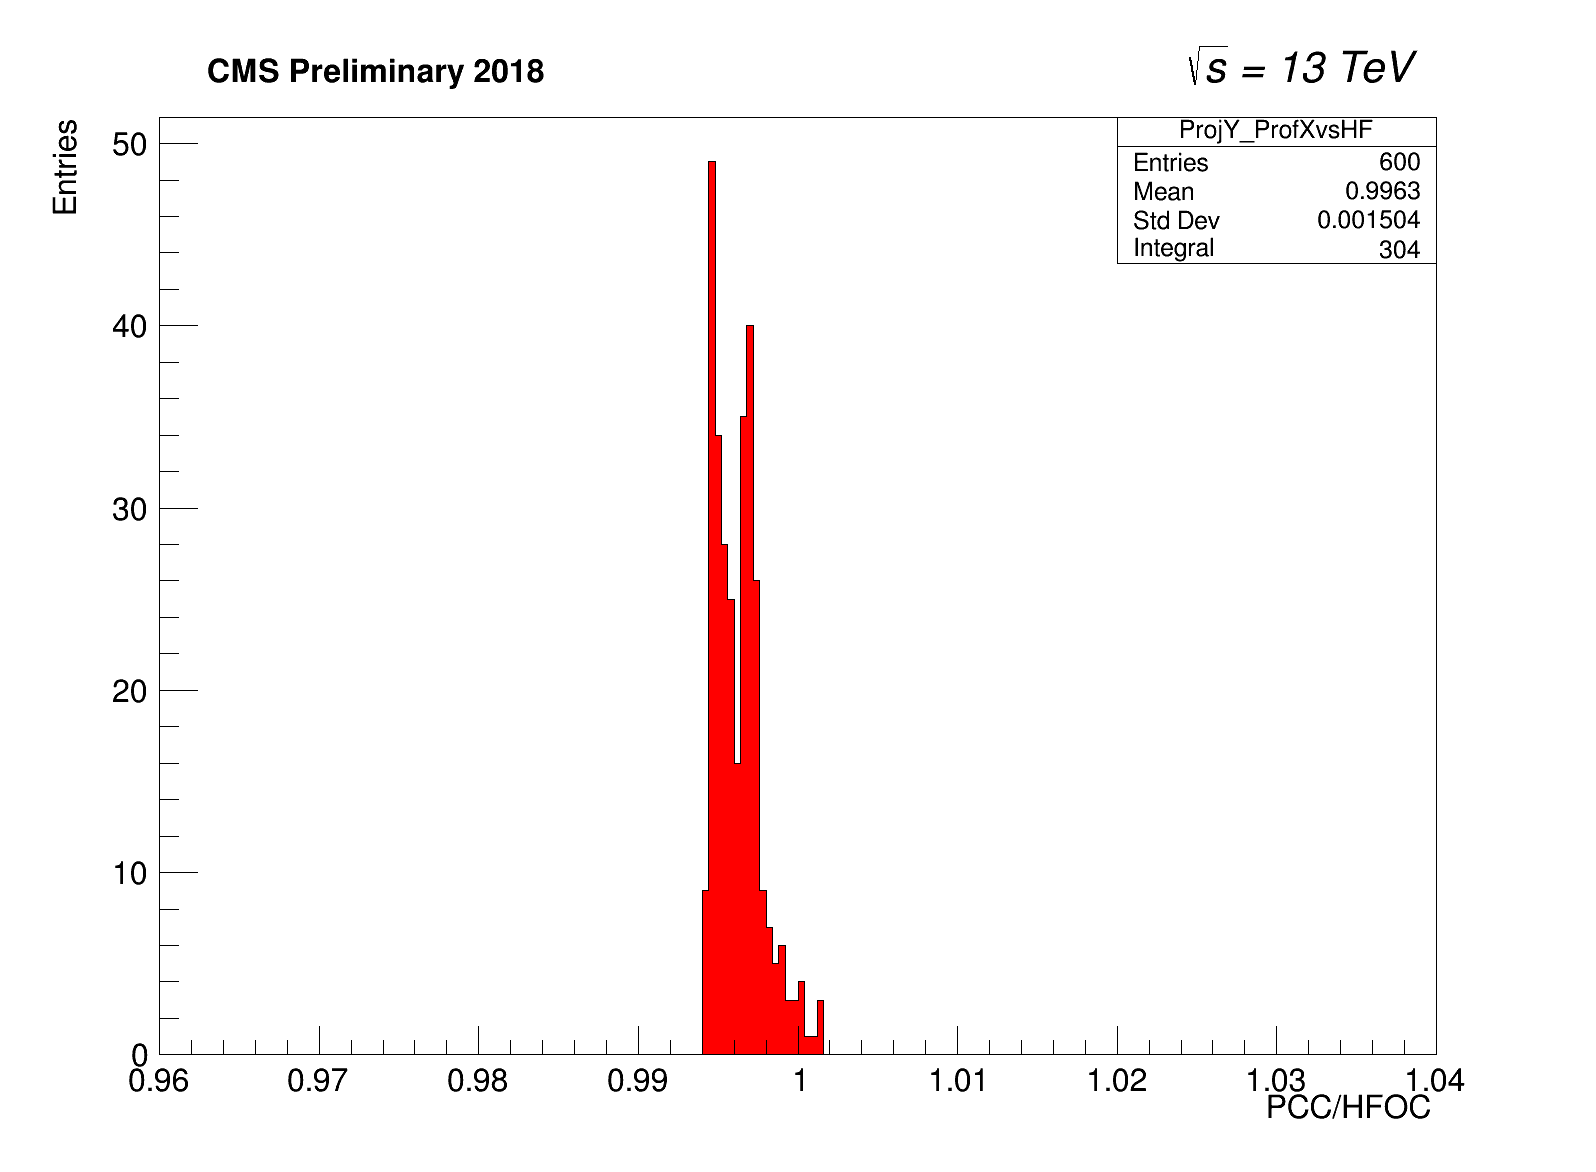 CMS Preliminary 2018
√s = 13 TeV
Entries
ProjY_ProfXvsHF
Entries 600
Mean 0.9963
Std Dev 0.001504
Integral 304
50
40
30
20
10
0
0.96 0.97 0.98 0.99 1 1.01 1.02 1.03 1.04
PCC/HFOC